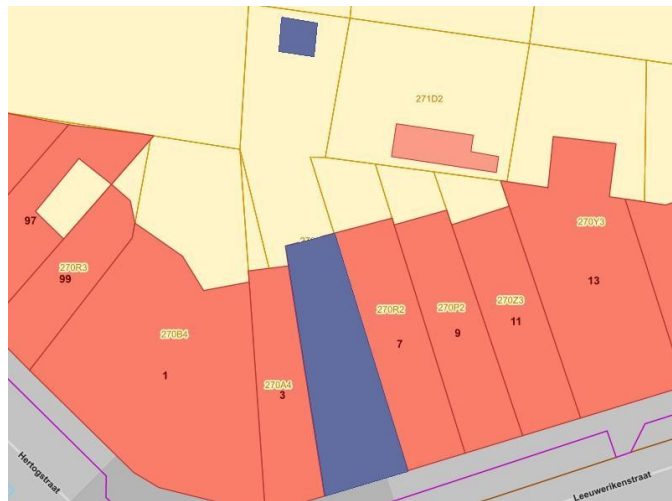 271D2
97
270R3
99
270Y3
13
270B4
1
270A4
3
270R2
7
270P2
9
270Z3
11
Hertogstraat
Leeuwerikenstraat